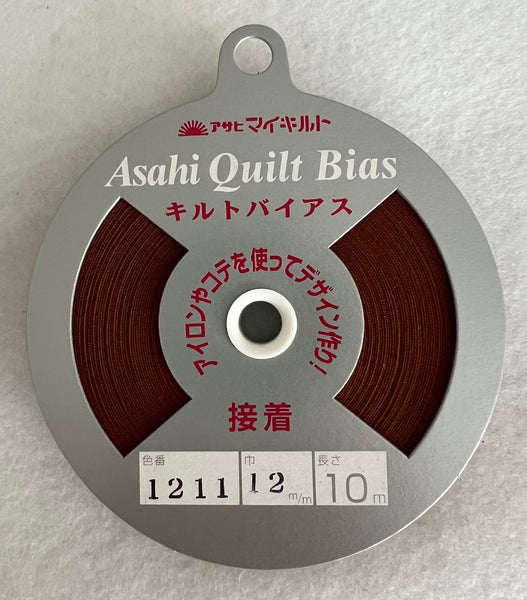 アサヒマイキルト
Asahi Quilt Bias
キルトバイアス
アイロンやコテを使ってデザイン作り!
接着
色番 巾 長さ
1211 12 m/m 10 m